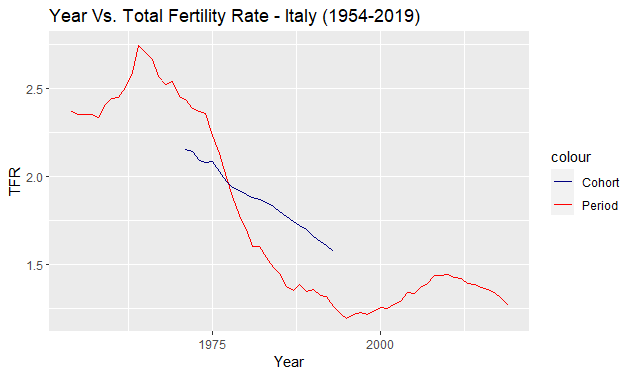 Year Vs. Total Fertility Rate - Italy (1954-2019)
2.5
2.0
1.5
TFR
1975
2000
Year
colour
Cohort
Period